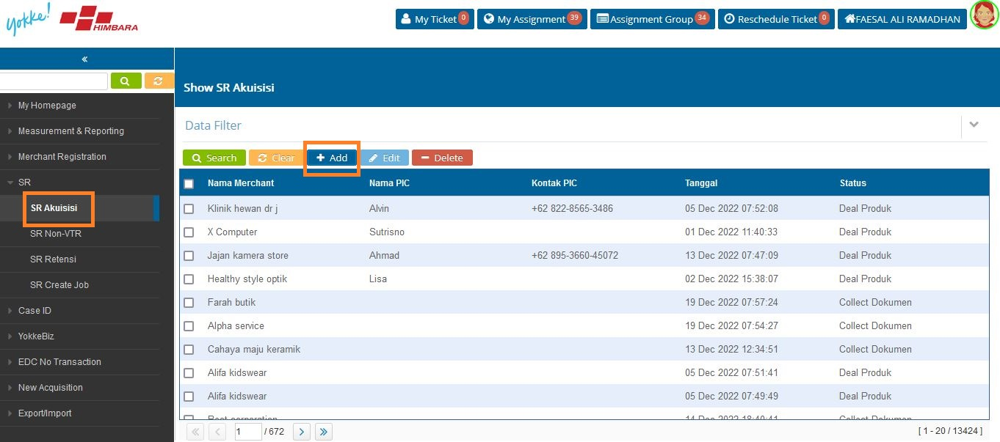 yokke! HIMBARA
My Ticket 0 My Assignment 39 Assignment Group 34 Reschedule Ticket 0 FAESAL ALI RAMADHAN
«
Show SR Akuisisi
My Homepage
Measurement & Reporting
Merchant Registration
SR
SR Akuisisi
SR Non-VTR
SR Retensi
SR Create Job
Case ID
YokkeBiz
EDC No Transaction
New Acquisition
Export/Import
Data Filter
Search Clear + Add Edit Delete
Nama Merchant Nama PIC Kontak PIC Tanggal Status
Klinik hewan dr j Alvin +62 822-8565-3486 05 Dec 2022 07:52:08 Deal Produk
X Computer Sutrisno 01 Dec 2022 11:40:33 Deal Produk
Jajan kamera store Ahmad +62 895-3660-45072 13 Dec 2022 07:47:09 Deal Produk
Healthy style optik Lisa 02 Dec 2022 15:38:07 Deal Produk
Farah butik 19 Dec 2022 07:57:24 Collect Dokumen
Alpha service 19 Dec 2022 07:54:27 Collect Dokumen
Cahaya maju keramik 13 Dec 2022 12:34:51 Collect Dokumen
Alifa kidswear 05 Dec 2022 07:51:41 Deal Produk
Alifa kidswear 05 Dec 2022 07:49:49 Deal Produk
14 Dec 2022 18:40:41 Collect Dokumen
« ‹ 1 / 672 › »
[ 1 - 20 / 13424 ]